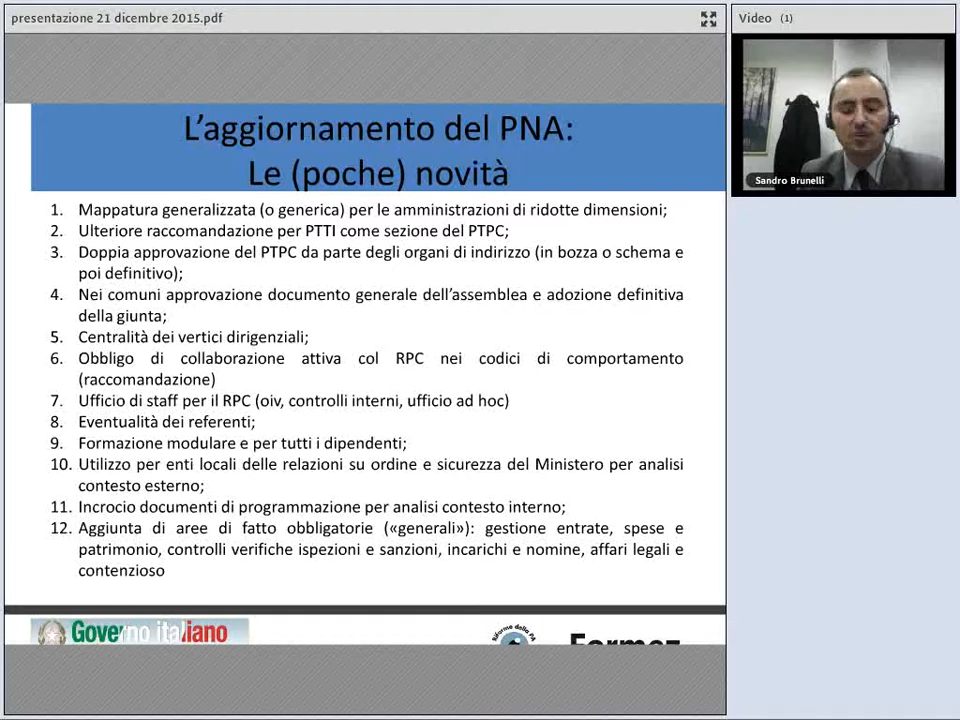 presentazione 21 dicembre 2015.pdf
Video (1)
Sandro Brunelli
L’aggiornamento del PNA:
Le (poche) novità
1. Mappatura generalizzata (o generica) per le amministrazioni di ridotte dimensioni;
2. Ulteriore raccomandazione per PTTI come sezione del PTPC;
3. Doppia approvazione del PTPC da parte degli organi di indirizzo (in bozza o schema e
poi definitivo);
4. Nei comuni approvazione documento generale dell’assemblea e adozione definitiva
della giunta;
5. Centralità dei vertici dirigenziali;
6. Obbligo di collaborazione attiva col RPC nei codici di comportamento
(raccomandazione)
7. Ufficio di staff per il RPC (oiv, controlli interni, ufficio ad hoc)
8. Eventualità dei referenti;
9. Formazione modulare e per tutti i dipendenti;
10. Utilizzo per enti locali delle relazioni su ordine e sicurezza del Ministero per analisi
contesto esterno;
11. Incrocio documenti di programmazione per analisi contesto interno;
12. Aggiunta di aree di fatto obbligatorie («generali»): gestione entrate, spese e
patrimonio, controlli verifiche ispezioni e sanzioni, incarichi e nomine, affari legali e
contenzioso
Governo italiano
Riforme della PA
Formez